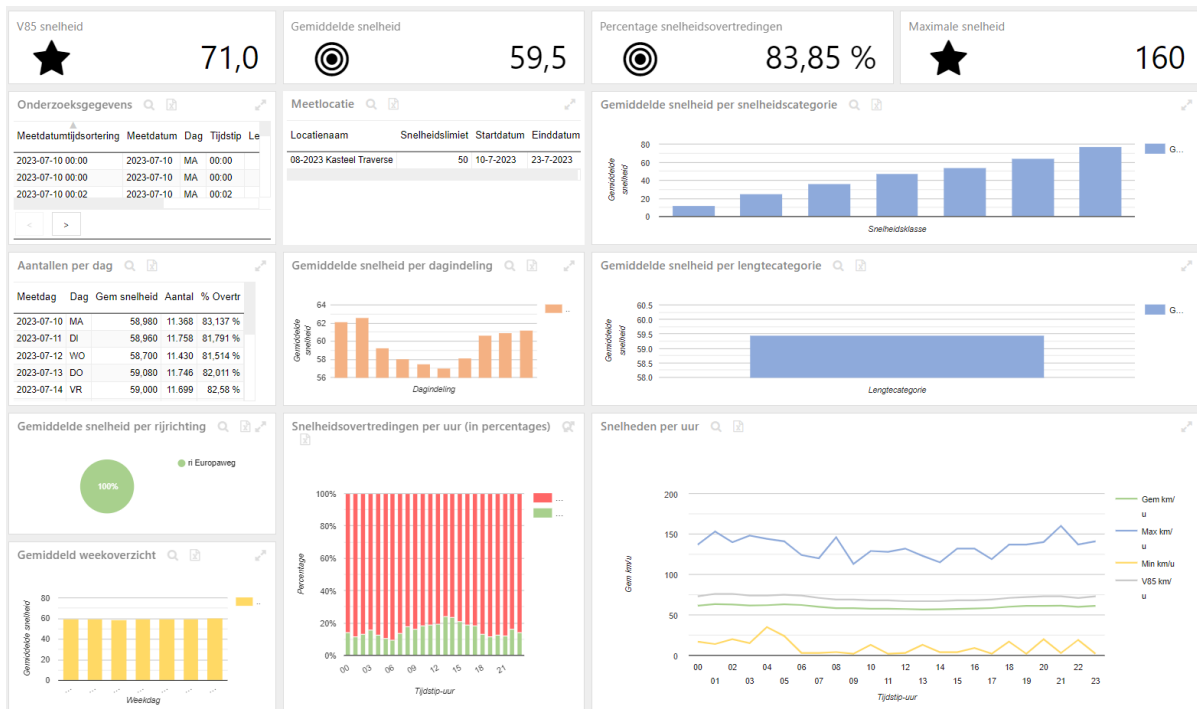 V85 snelheid
71,0
Gemiddelde snelheid
59,5
Percentage snelheidsovertredingen
83,85 %
Maximale snelheid
160
Onderzoeksgegevens
Meetdatumtijdsortering Meetdatum Dag Tijdstip Le
2023-07-10 00:00 2023-07-10 MA 00:00
2023-07-10 00:00 2023-07-10 MA 00:00
2023-07-10 00:02 2023-07-10 MA 00:02
< >
Meetlocatie
Locatienaam Snelheidslimiet Startdatum Einddatum
08-2023 Kasteel Traverse 50 10-7-2023 23-7-2023
Gemiddelde snelheid per snelheidscategorie
Gemiddelde
snelheid
80
60
40
20
0
Snelheidsklasse
G...
Aantallen per dag
Meetdag Dag Gem snelheid Aantal % Overtr
2023-07-10 MA 58,980 11.368 83,137 %
2023-07-11 DI 58,960 11.758 81,791 %
2023-07-12 WO 58,700 11.430 81,514 %
2023-07-13 DO 59,080 11.746 82,011 %
2023-07-14 VR 59,000 11.699 82,58 %
Gemiddelde snelheid per dagindeling
Gemiddelde
snelheid
64
62
60
58
56
Dagindeling
..
Gemiddelde snelheid per lengtecategorie
Gemiddelde
snelheid
60.5
60.0
59.5
59.0
58.5
58.0
Lengtecategorie
G...
Gemiddelde snelheid per rijrichting
100%
ri Europaweg
Snelheidsovertredingen per uur (in percentages)
Percentage
100%
80%
60%
40%
20%
0%
00 03 06 09 12 15 18 21
Tijdstip-uur
...
...
Snelheden per uur
Gem km/u
200
150
100
50
0
00 02 04 06 08 10 12 14 16 18 20 22
01 03 05 07 09 11 13 15 17 19 21 23
Tijdstip-uur
Gem km/
u
Max km/
u
Min km/u
V85 km/
u
Gemiddeld weekoverzicht
Gemiddelde snelheid
80
60
40
20
0
... ... ... ... ... ... ...
Weekdag
..